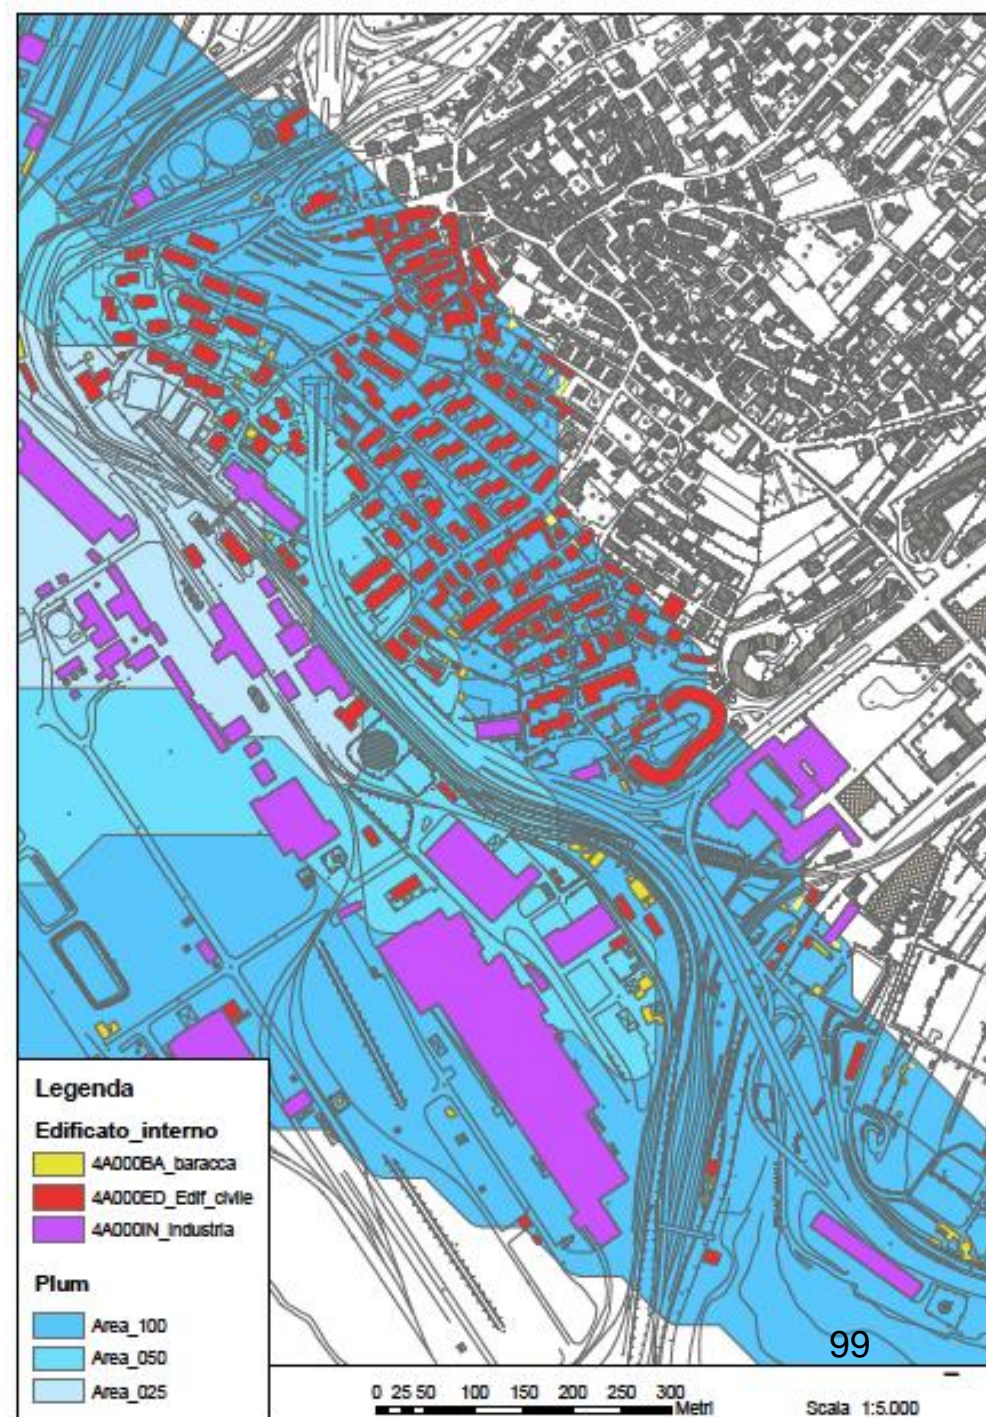 Legenda
Edificato_interno
4A000BA_baracca
4A000ED_Edif_civile
4A000IN_Industria
Plum
Area_100
Area_050
Area_025
99
0 25 50 100 150 200 250 300
Metri
Scala 1:5.000